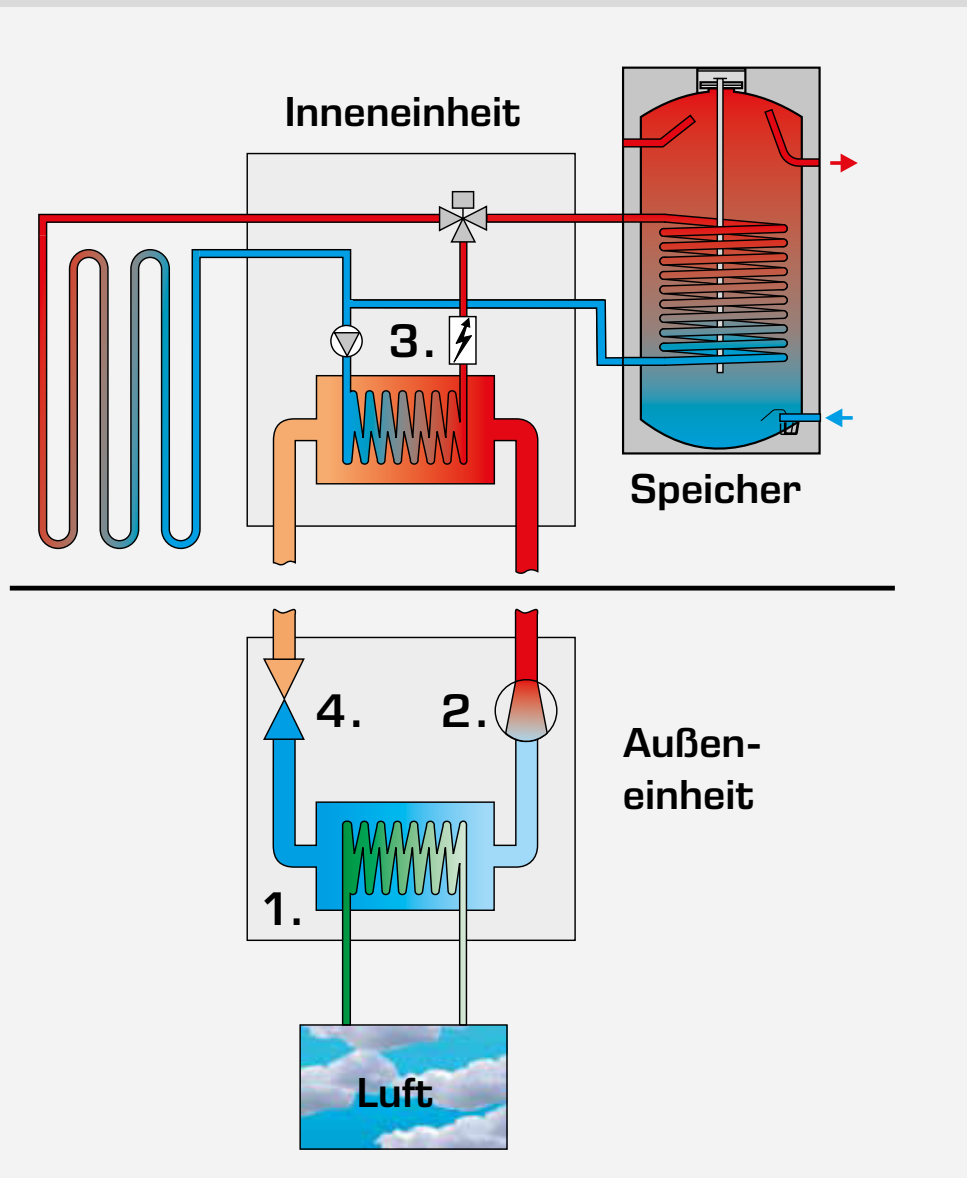 Inneneinheit
3.
Speicher
4.
2.
Außen-
einheit
1.
Luft